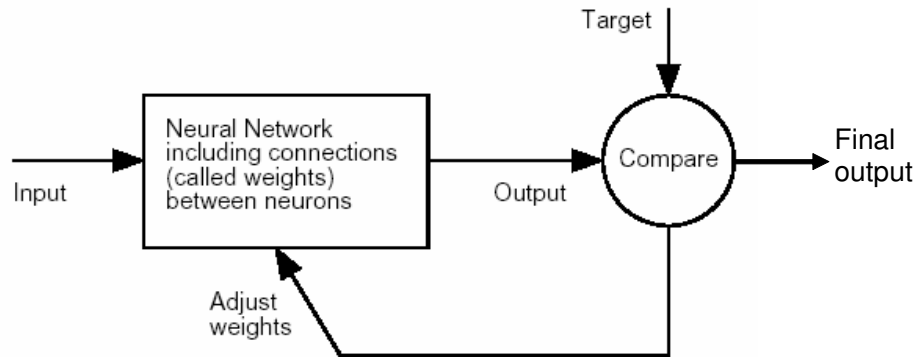 Target
Neural Network
including connections
(called weights)
between neurons
Input
Output
Compare
Final
output
Adjust
weights